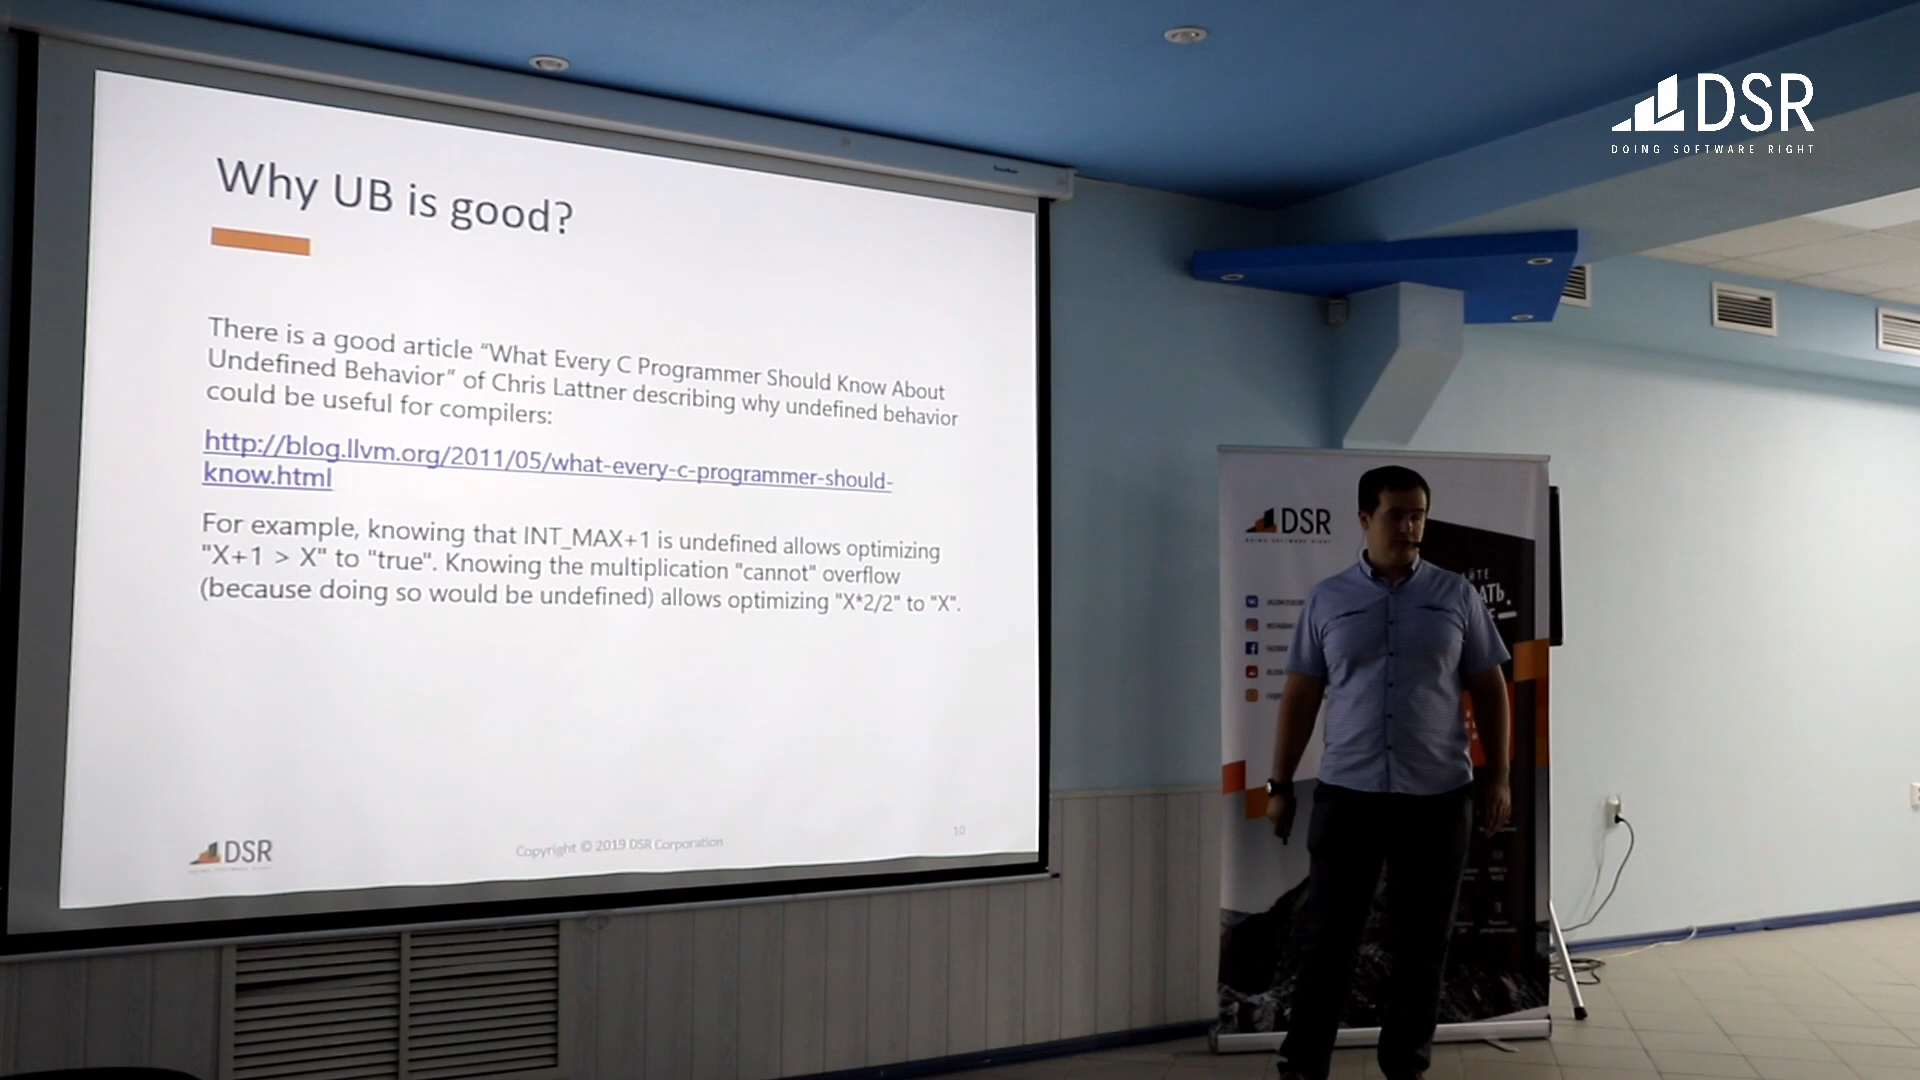 Why UB is good?
There is a good article “What Every C Programmer Should Know About
Undefined Behavior” of Chris Lattner describing why undefined behavior
could be useful for compilers:
http://blog.llvm.org/2011/05/what-every-c-programmer-should-
know.html
For example, knowing that INT_MAX+1 is undefined allows optimizing
"X+1 > X" to "true". Knowing the multiplication "cannot" overflow
(because doing so would be undefined) allows optimizing "X*2/2" to "X".
DSR
Copyright © 2019 DSR Corporation
10
DSR
DOING SOFTWARE RIGHT
DSR
DOING SOFTWARE RIGHT